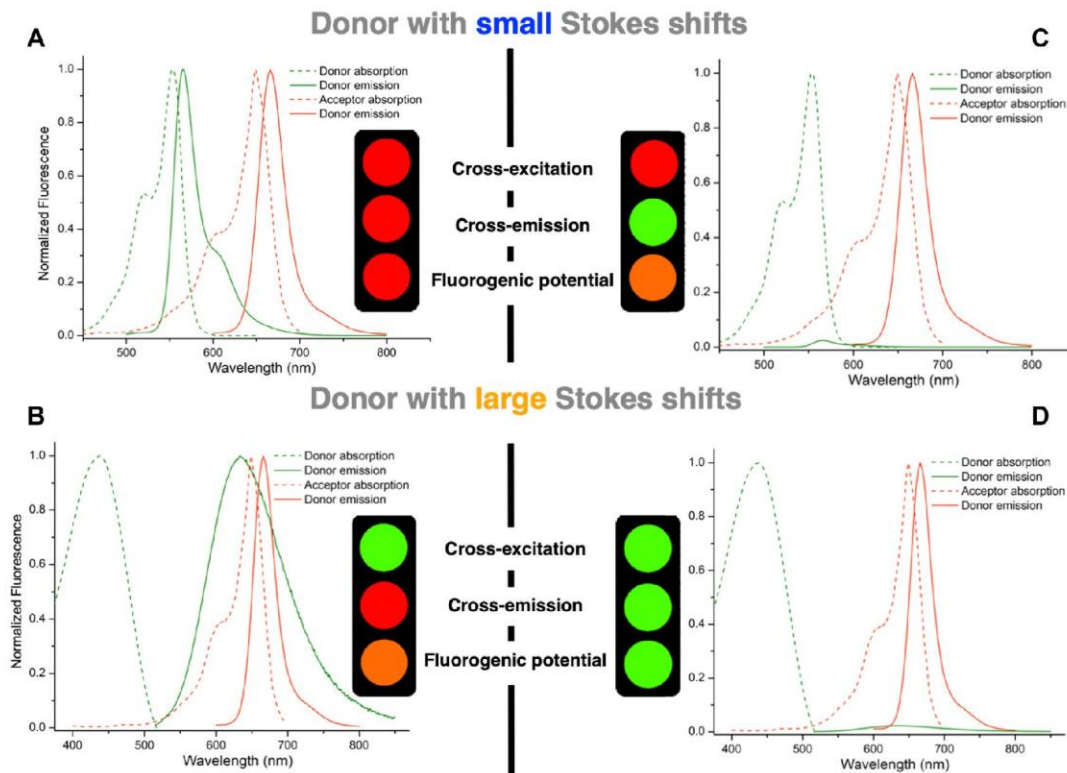 Donor with small Stokes shifts
A
1.0
0.8
0.6
0.4
0.2
0.0
Normalized Fluorescence
500
600
700
800
Wavelength (nm)
Donor absorption
Donor emission
Acceptor absorption
Donor emission
Cross-excitation
Cross-emission
Fluorogenic potential
C
1.0
0.8
0.6
0.4
0.2
0.0
500
600
700
800
Wavelength (nm)
Donor absorption
Donor emission
Acceptor absorption
Donor emission
Donor with large Stokes shifts
B
1.0
0.8
0.6
0.4
0.2
0.0
Normalized Fluorescence
400
500
600
700
800
Wavelength (nm)
Donor absorption
Donor emission
Acceptor absorption
Donor emission
Cross-excitation
Cross-emission
Fluorogenic potential
D
1.0
0.8
0.6
0.4
0.2
0.0
400
500
600
700
800
Wavelength (nm)
Donor absorption
Donor emission
Acceptor absorption
Donor emission